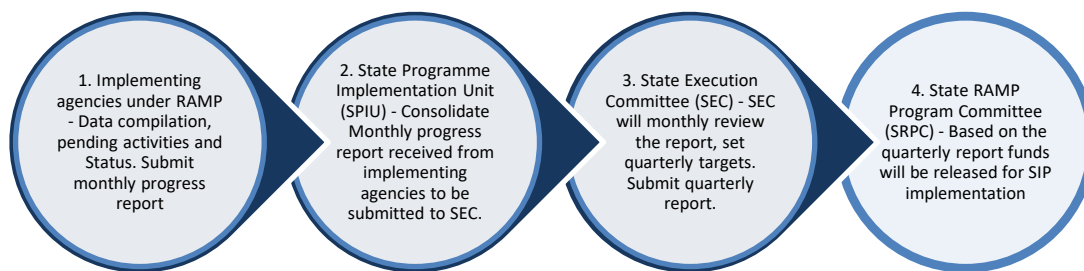 1. Implementing
agencies under RAMP
- Data compilation,
pending activities and
Status. Submit
monthly progress
report
2. State Programme
Implementation Unit
(SPIU) - Consolidate
Monthly progress
report received from
implementing
agencies to be
submitted to SEC.
3. State Execution
Committee (SEC) - SEC
will monthly review
the report, set
quarterly targets.
Submit quarterly
report.
4. State RAMP
Program Committee
(SRPC) - Based on the
quarterly report funds
will be released for SIP
implementation